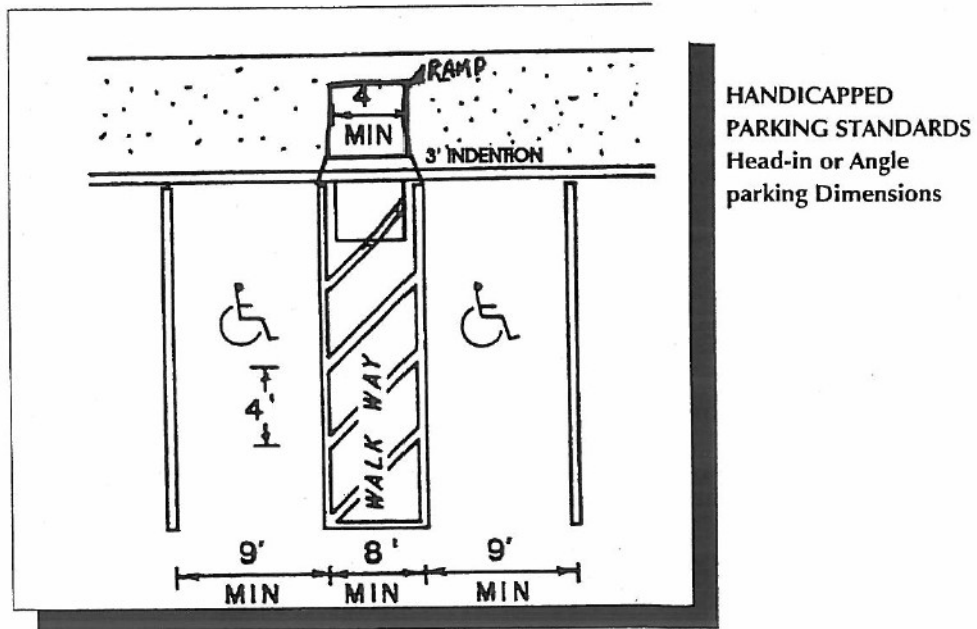 RAMP
4'
MIN
3' INDENTION
4'
WALK WAY
9' 8' 9'
MIN MIN MIN
HANDICAPPED
PARKING STANDARDS
Head-in or Angle
parking Dimensions